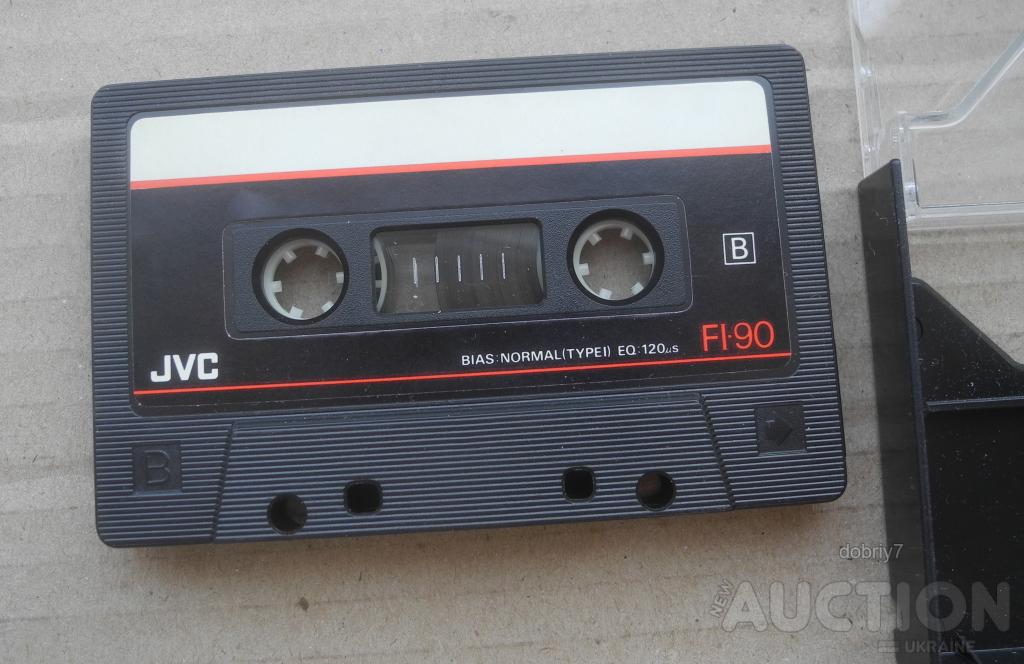 B
JVC
BIAS:NORMAL(TYPEI) EQ:120μs
FI·90
B
dobriy7
NEW AUCTION
UKRAINE